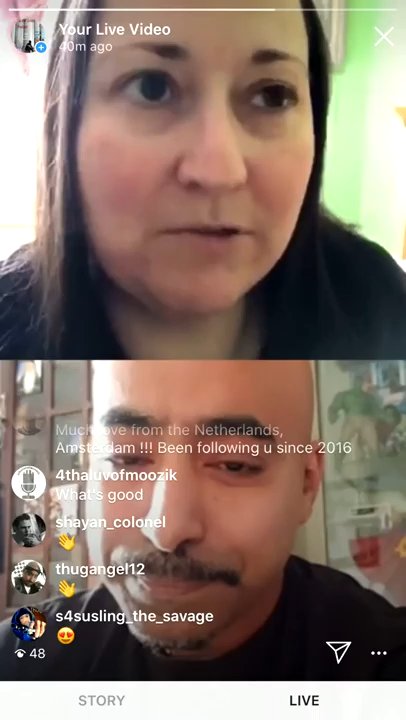 Your Live Video
40m ago
Much love from the Netherlands,
Amsterdam !!! Been following u since 2016
4thaluvofmoozik
What's good
shayan_colonel
👋
thugangel12
👋
s4susling_the_savage
😍
48
STORY
LIVE